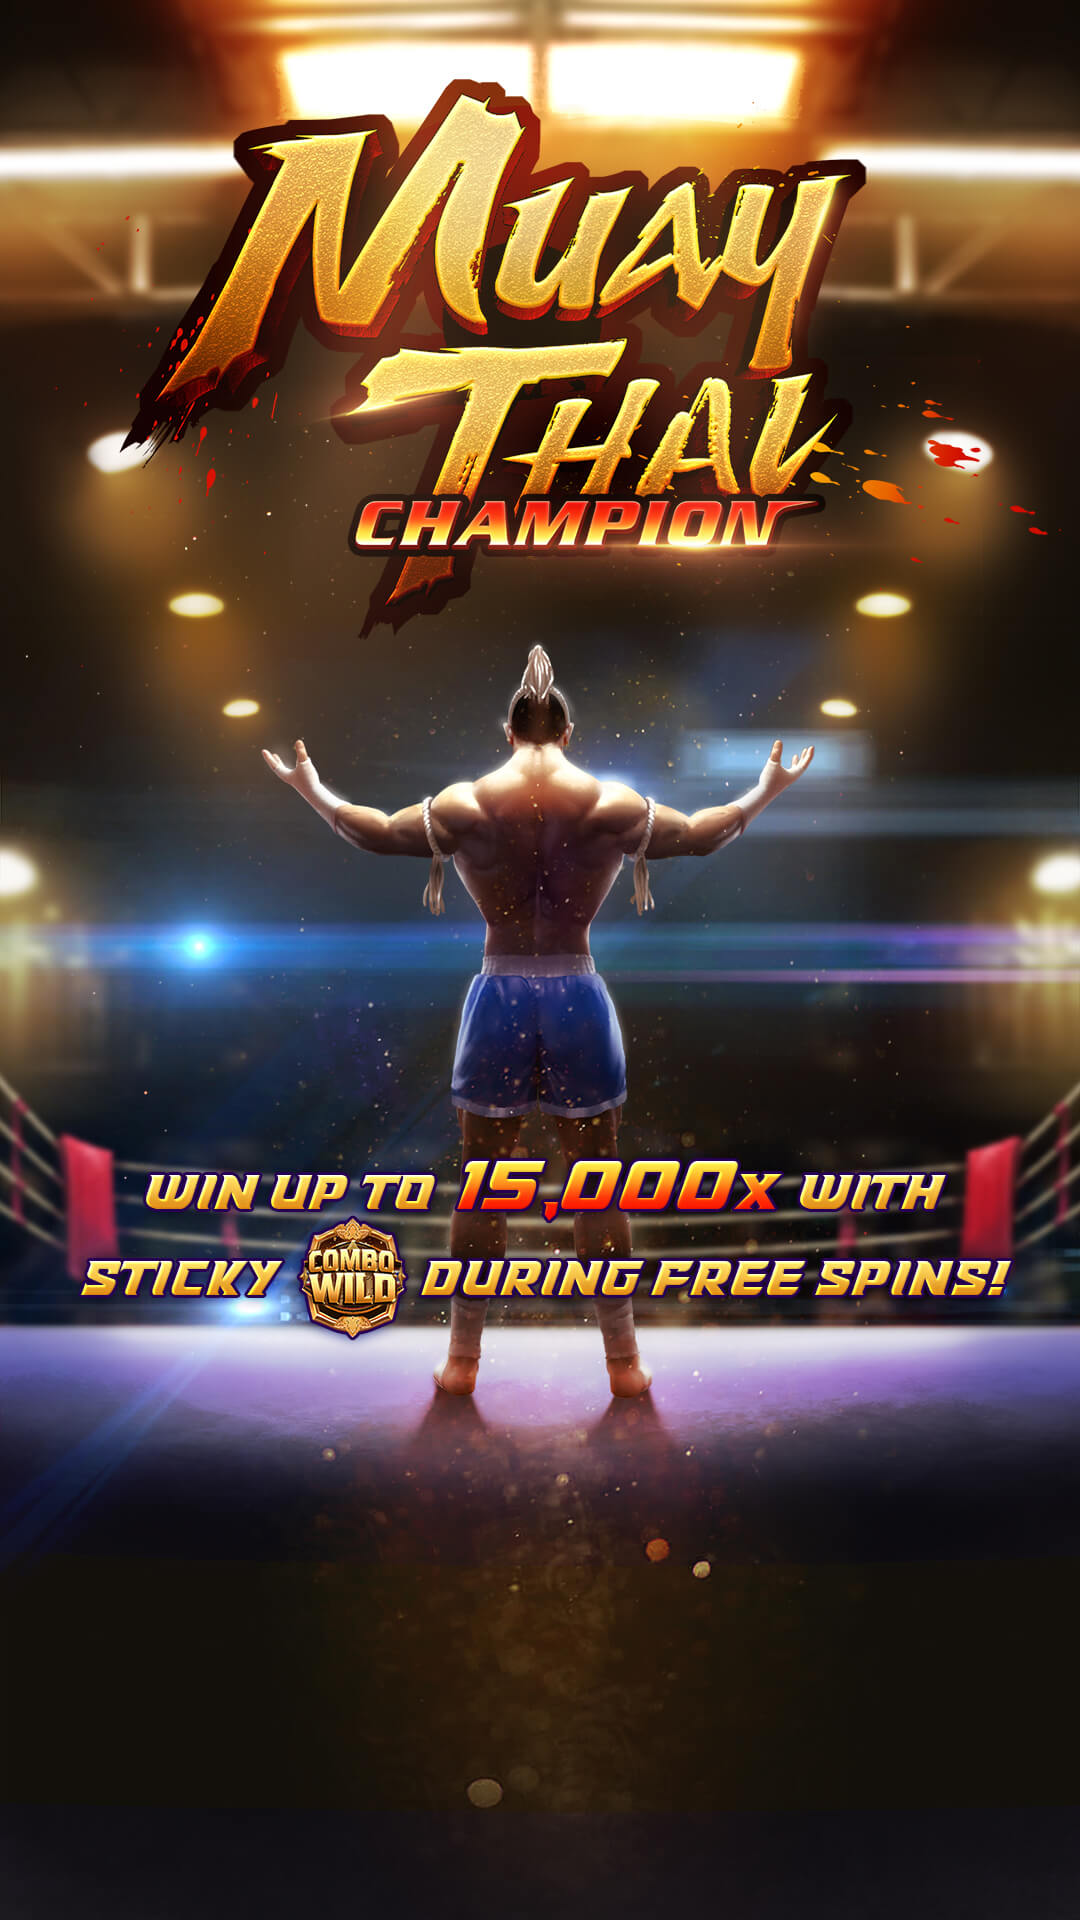 MUAY
THAI
CHAMPION
WIN UP TO 15,000x WITH
STICKY COMBO WILD DURING FREE SPINS!